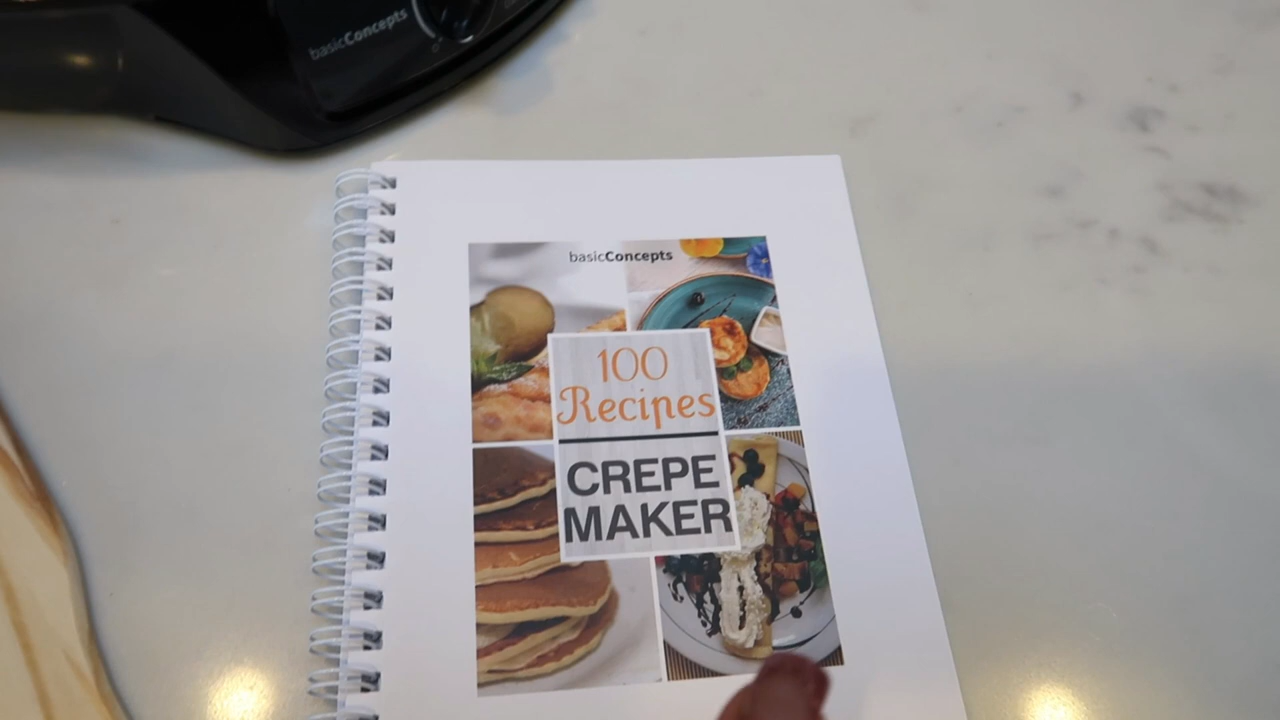 basicConcepts
basicConcepts
100
Recipes
CREPE
MAKER